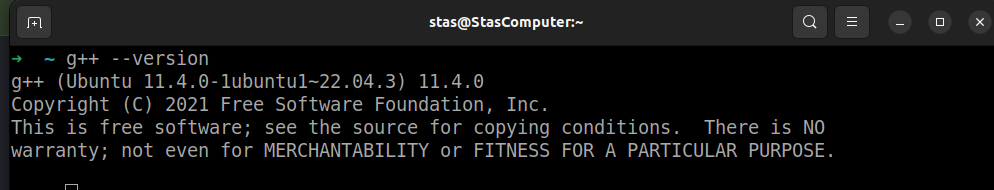 stas@StasComputer:~
➜ ~ g++ --version
g++ (Ubuntu 11.4.0-1ubuntu1~22.04.3) 11.4.0
Copyright (C) 2021 Free Software Foundation, Inc.
This is free software; see the source for copying conditions.  There is NO
warranty; not even for MERCHANTABILITY or FITNESS FOR A PARTICULAR PURPOSE.